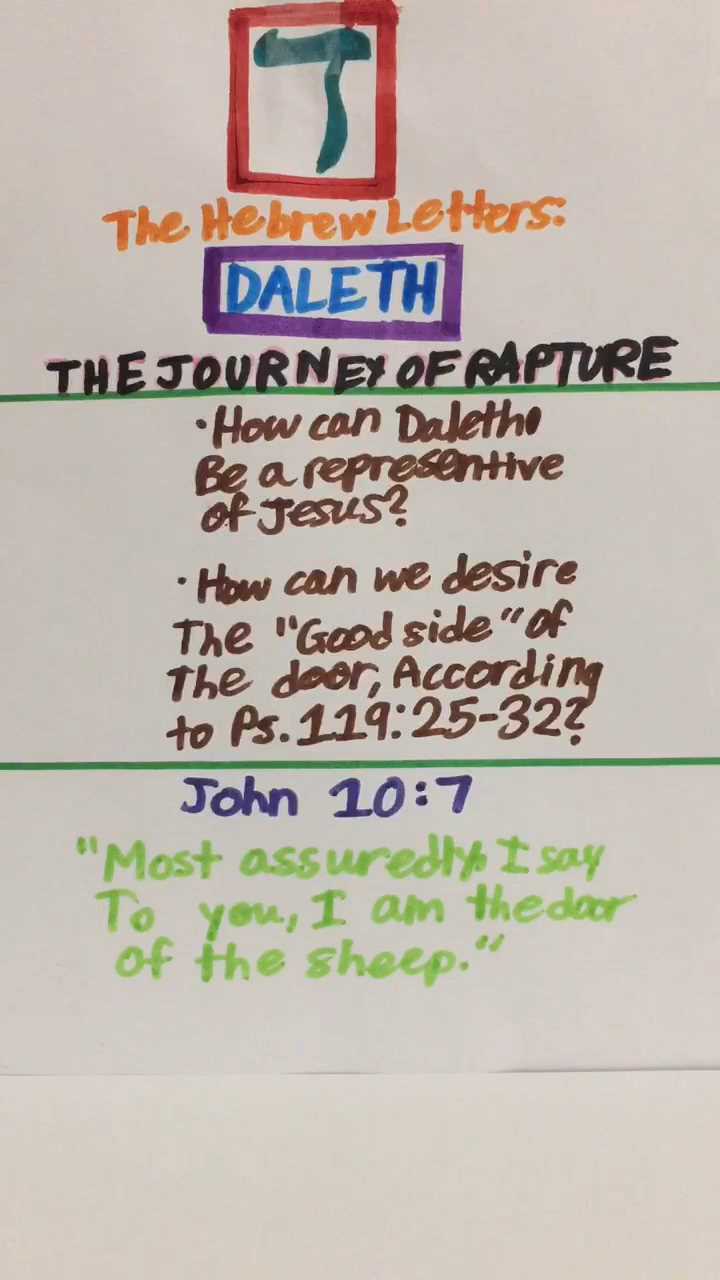 ד
The Hebrew Letters:
DALETH
THE JOURNEY OF RAPTURE
·How can Daleth
Be a representive
of Jesus?
·How can we desire
The "Good side" of
The door, According
to Ps. 119:25-32?
John 10:7
"Most assuredly, I say
To you, I am the door
of the sheep."